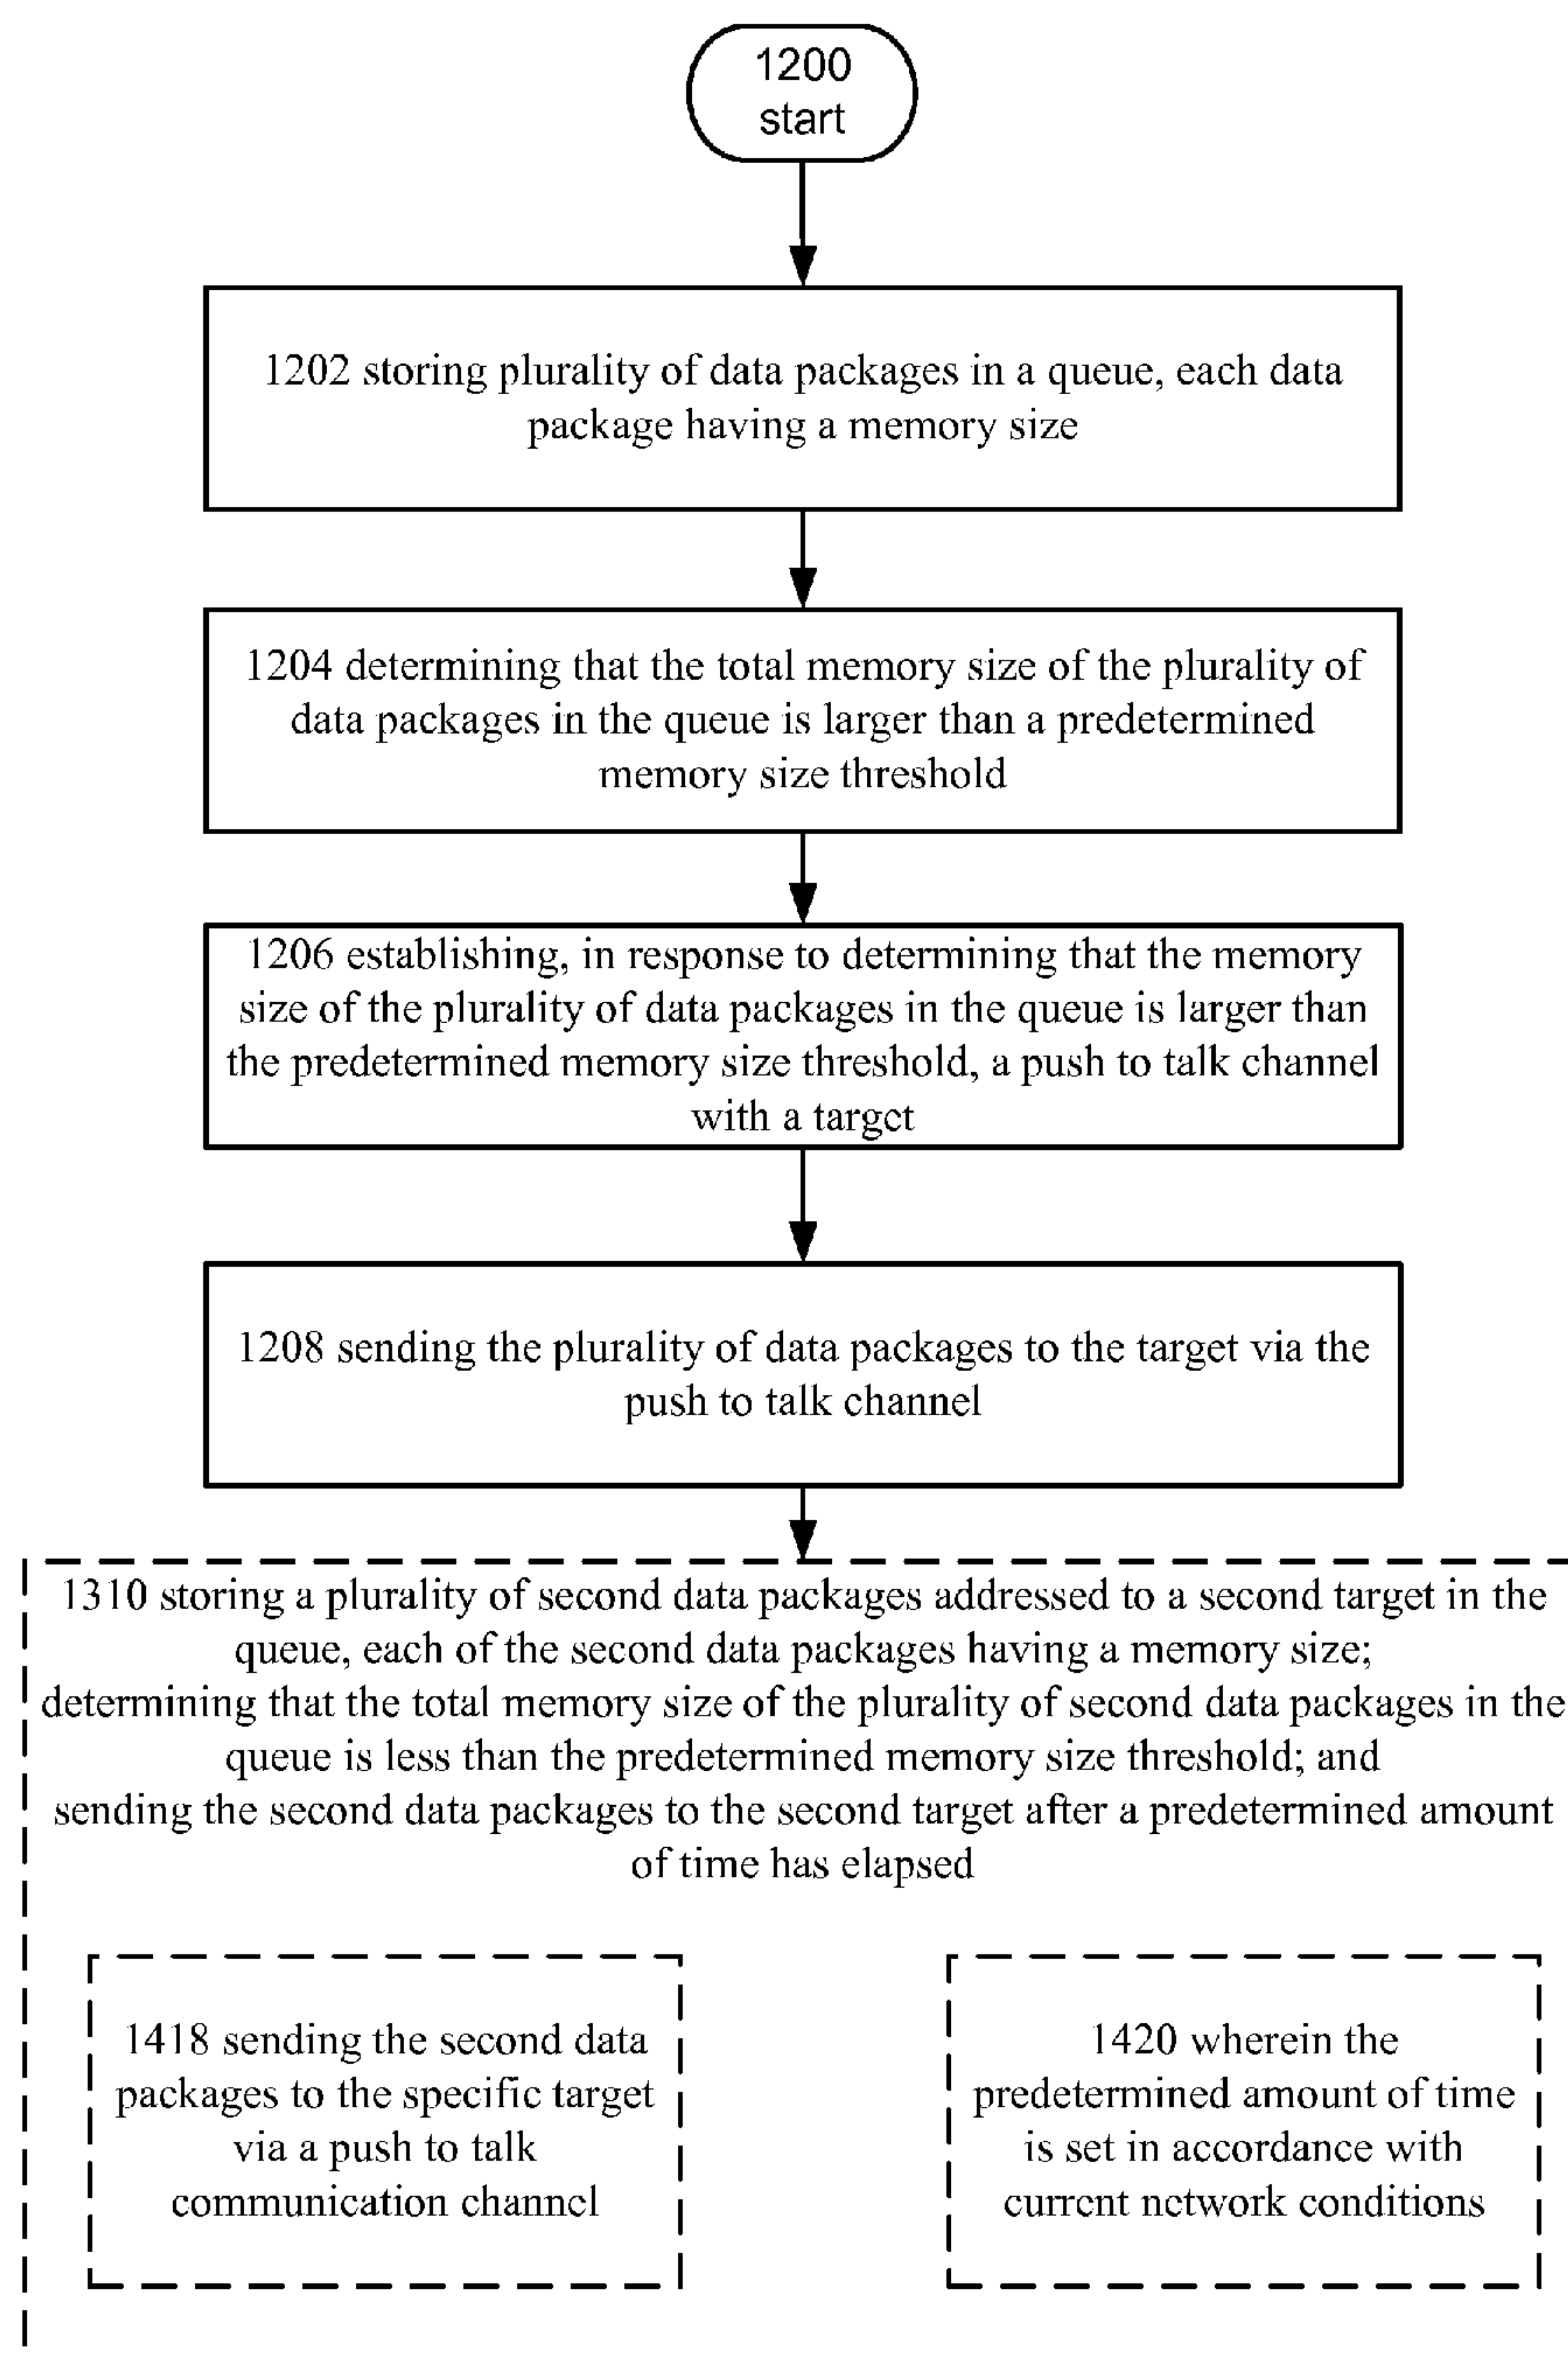 1200
start
1202 storing plurality of data packages in a queue, each data
package having a memory size
1204 determining that the total memory size of the plurality of
data packages in the queue is larger than a predetermined
memory size threshold
1206 establishing, in response to determining that the memory
size of the plurality of data packages in the queue is larger than
the predetermined memory size threshold, a push to talk channel
with a target
1208 sending the plurality of data packages to the target via the
push to talk channel
1310 storing a plurality of second data packages addressed to a second target in the
queue, each of the second data packages having a memory size;
determining that the total memory size of the plurality of second data packages in the
queue is less than the predetermined memory size threshold; and
sending the second data packages to the second target after a predetermined amount
of time has elapsed
1418 sending the second data
packages to the specific target
via a push to talk
communication channel
1420 wherein the
predetermined amount of time
is set in accordance with
current network conditions